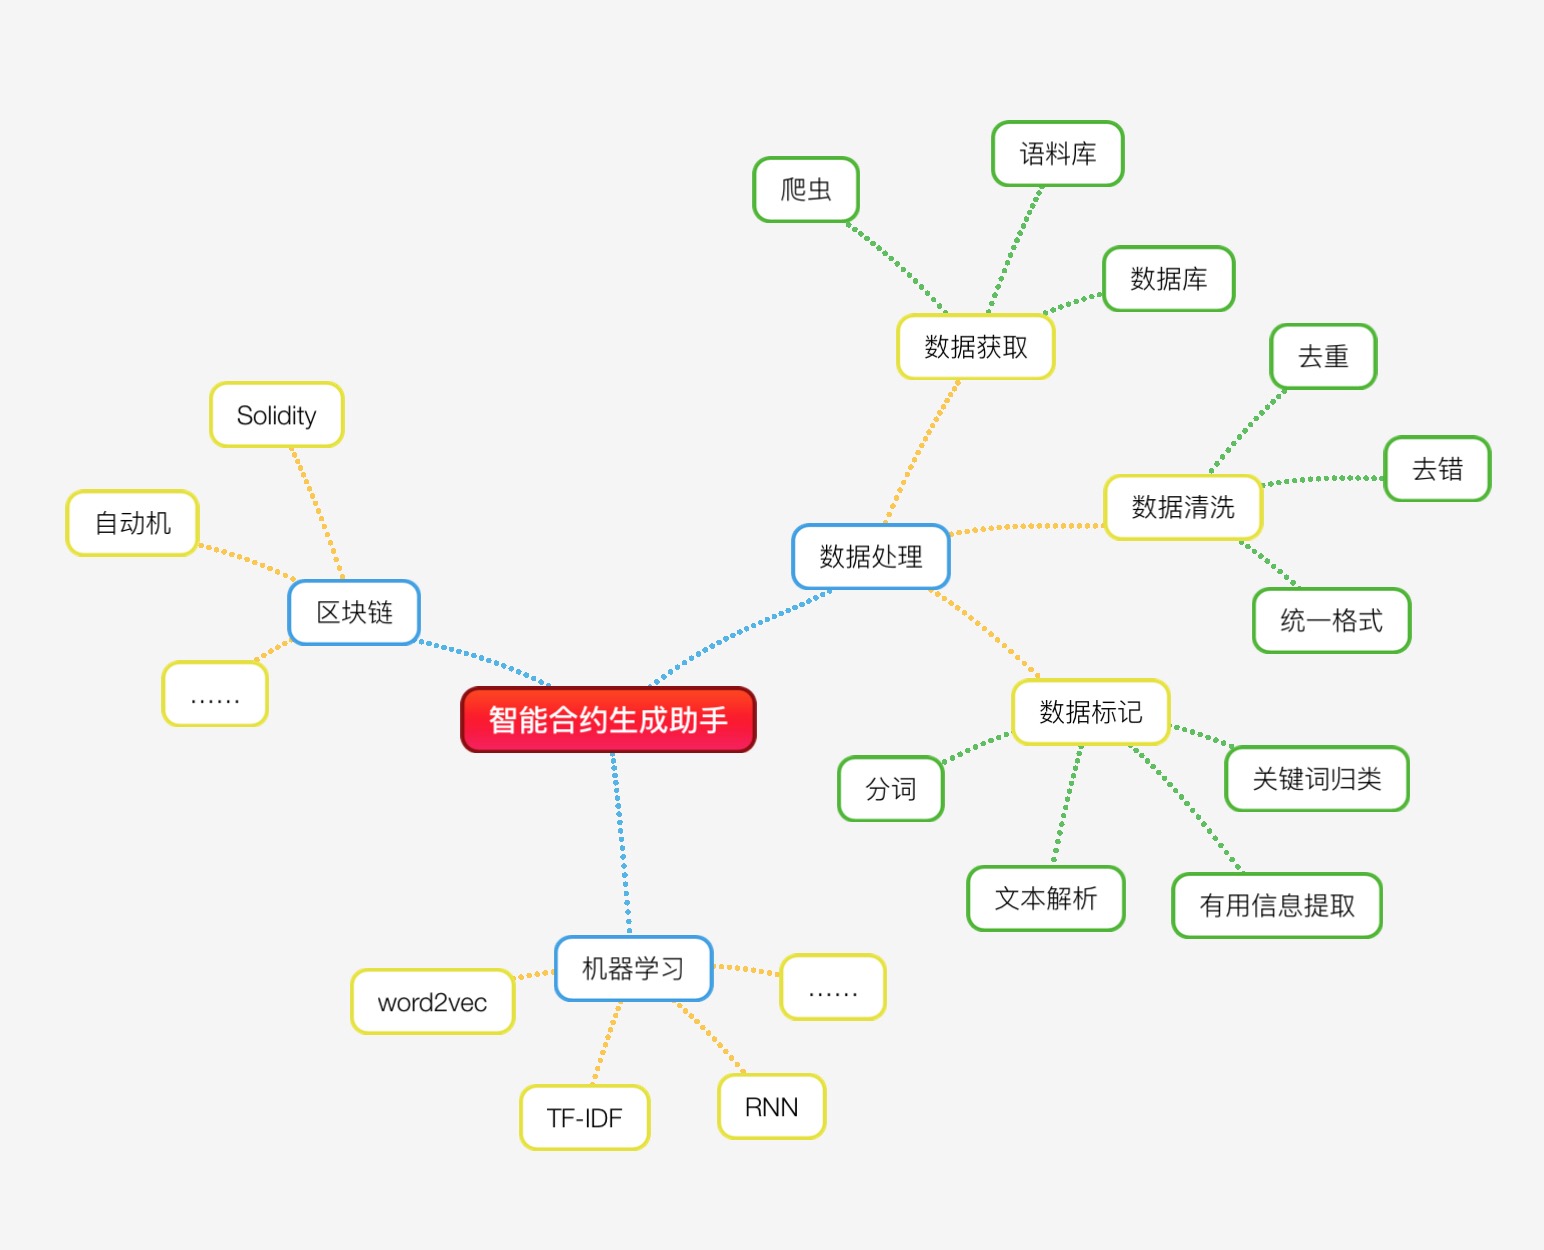 语料库
爬虫
数据库
数据获取
去重
Solidity
去错
数据清洗
自动机
数据处理
区块链
统一格式
……
数据标记
智能合约生成助手
关键词归类
分词
文本解析
有用信息提取
机器学习
……
word2vec
RNN
TF-IDF